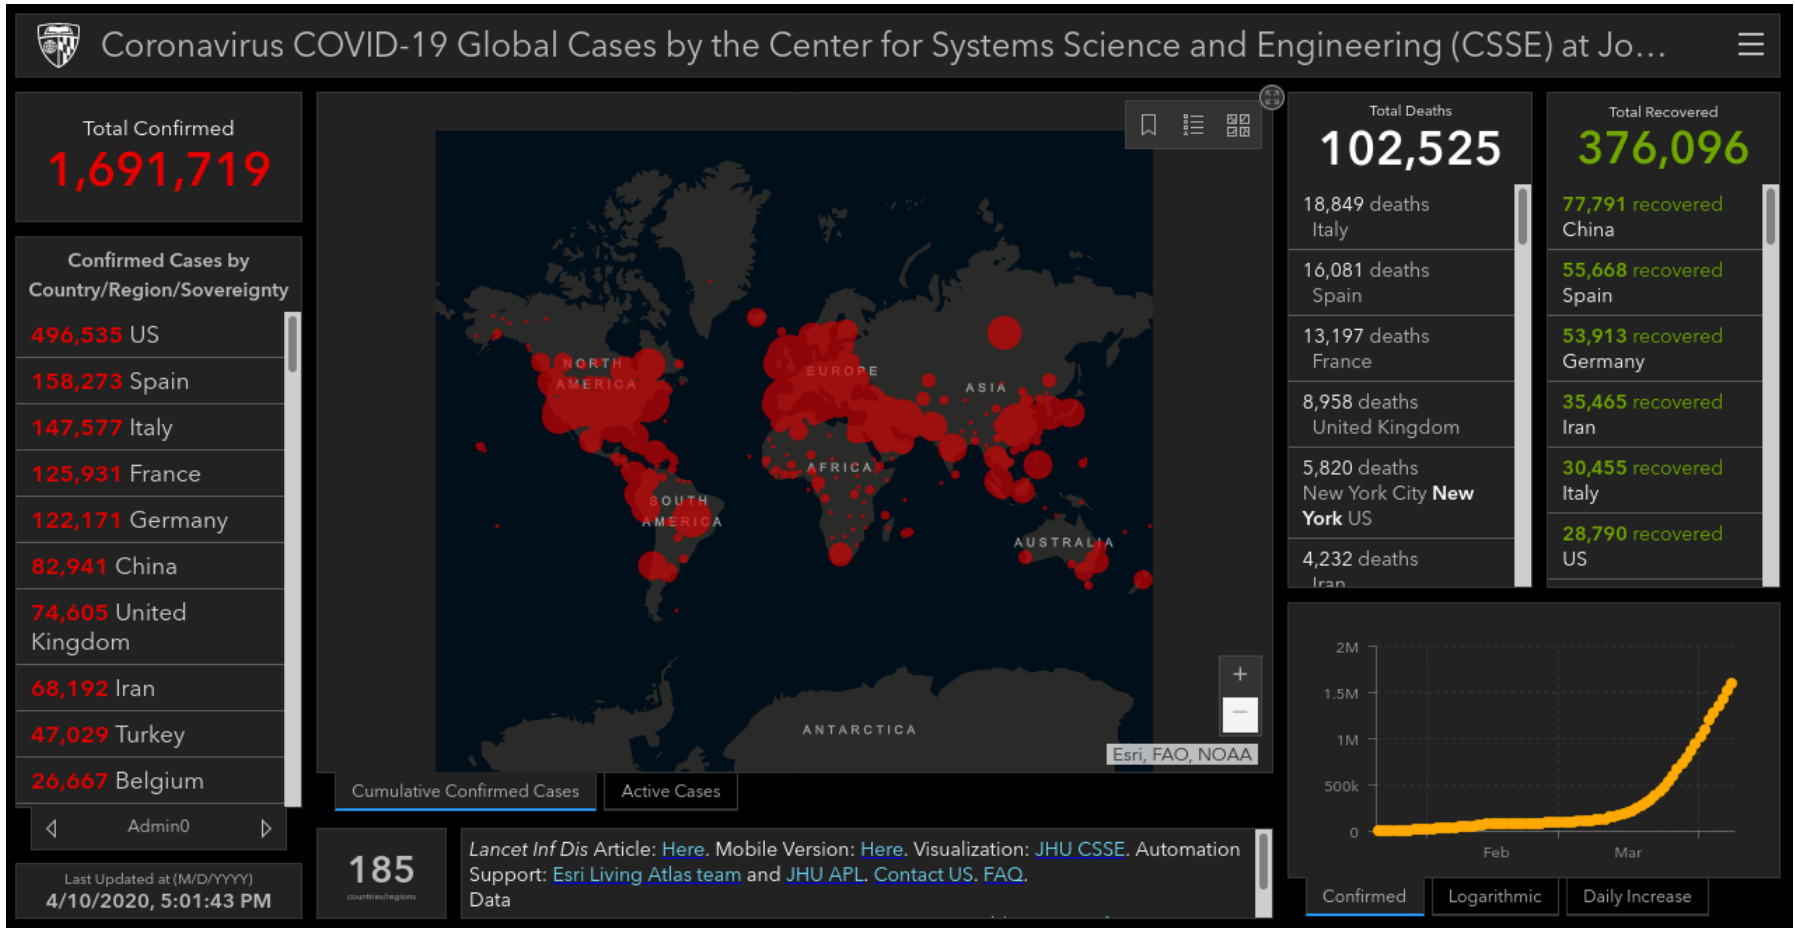 Coronavirus COVID-19 Global Cases by the Center for Systems Science and Engineering (CSSE) at Jo...
Total Confirmed
1,691,719
Confirmed Cases by
Country/Region/Sovereignty
496,535 US
158,273 Spain
147,577 Italy
125,931 France
122,171 Germany
82,941 China
74,605 United
Kingdom
68,192 Iran
47,029 Turkey
26,667 Belgium
Admin0
Last Updated at (M/D/YYYY)
4/10/2020, 5:01:43 PM
NORTH
AMERICA
EUROPE
ASIA
AFRICA
SOUTH
AMERICA
AUSTRALIA
ANTARCTICA
+
−
Esri, FAO, NOAA
Cumulative Confirmed Cases
Active Cases
185
countries/regions
Lancet Inf Dis Article: Here. Mobile Version: Here. Visualization: JHU CSSE. Automation
Support: Esri Living Atlas team and JHU APL. Contact US. FAQ.
Data
Total Deaths
102,525
18,849 deaths
Italy
16,081 deaths
Spain
13,197 deaths
France
8,958 deaths
United Kingdom
5,820 deaths
New York City New
York US
4,232 deaths
Iran
Total Recovered
376,096
77,791 recovered
China
55,668 recovered
Spain
53,913 recovered
Germany
35,465 recovered
Iran
30,455 recovered
Italy
28,790 recovered
US
2M
1.5M
1M
500k
0
Feb
Mar
Confirmed
Logarithmic
Daily Increase